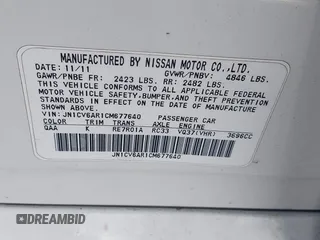 MANUFACTURED BY NISSAN MOTOR CO.,LTD.
DATE: 11/11 GVWR/PNBV: 4846 LBS.
GAWR/PNBE FR: 2423 LBS. RR: 2482 LBS.
THIS VEHICLE CONFORMS TO ALL APPLICABLE FEDERAL
MOTOR VEHICLE SAFETY,BUMPER,AND THEFT PREVENTION
STANDARDS IN EFFECT ON THE DATE OF MANUFACTURE SHOWN ABOVE.
VIN: JN1CV6AR1CM677640 PASSENGER CAR
COLOR TRIM TRANS AXLE ENGINE
QAA K RE7R01A RC33 VQ37(VHR) 3696CC
JN1CV6AR1CM677640
DREAMBID